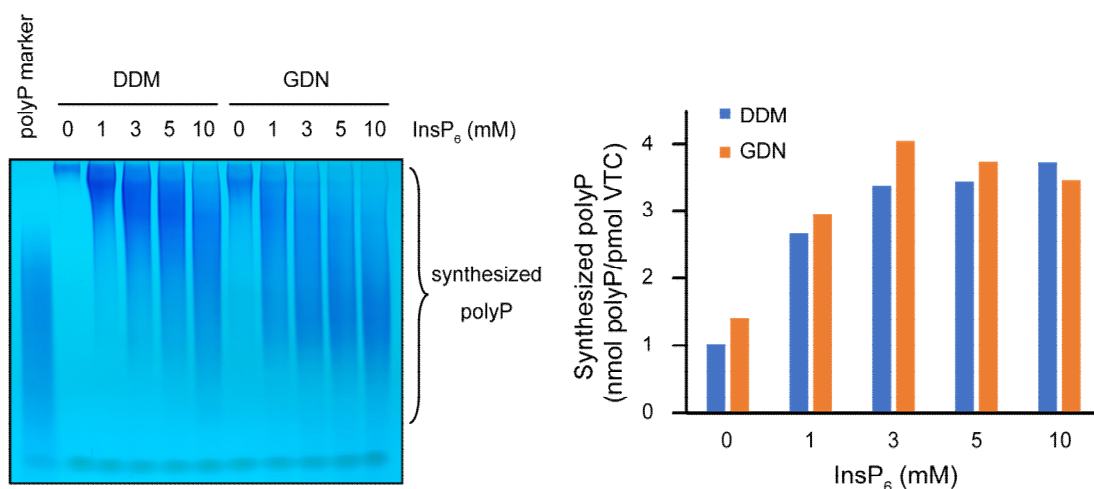 polyP marker
DDM GDN
0 1 3 5 10 0 1 3 5 10 InsP₆ (mM)
synthesized
polyP
DDM
GDN
Synthesized polyP
(nmol polyP/pmol VTC)
4
3
2
1
0
0 1 3 5 10
InsP₆ (mM)